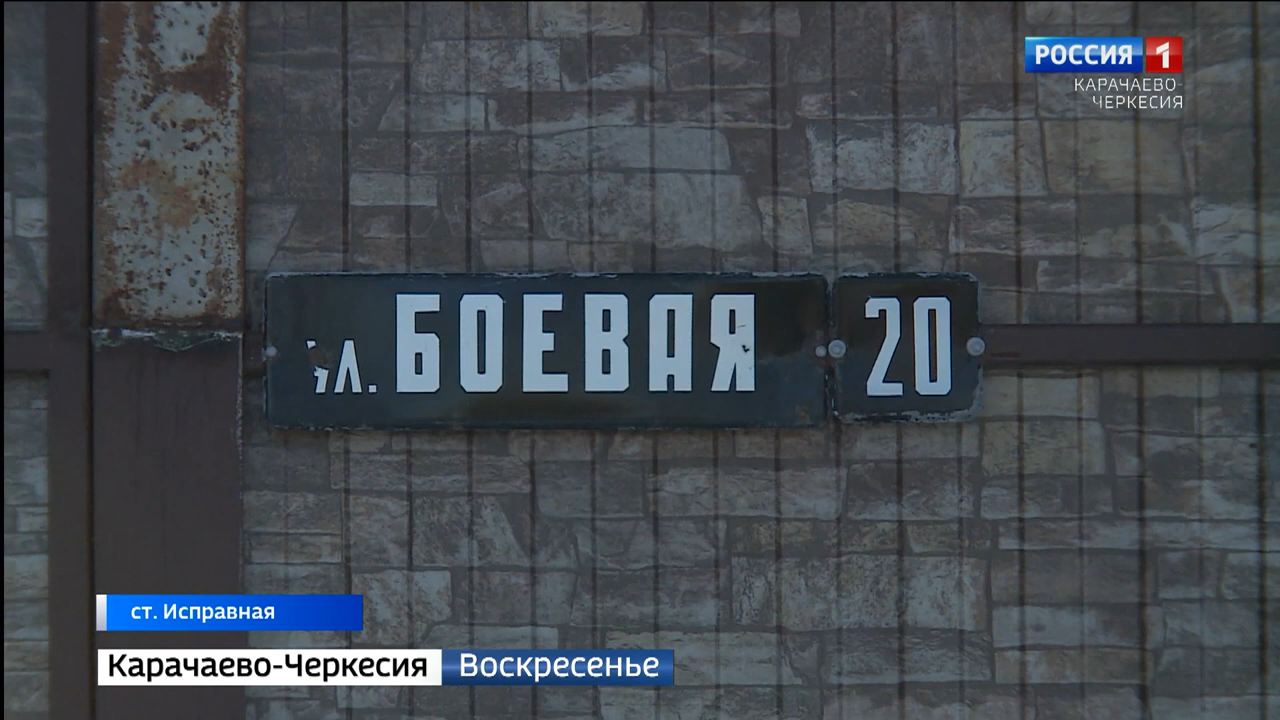 РОССИЯ 1
КАРАЧАЕВО-
ЧЕРКЕСИЯ
ул. БОЕВАЯ 20
ст. Исправная
Карачаево-Черкесия Воскресенье